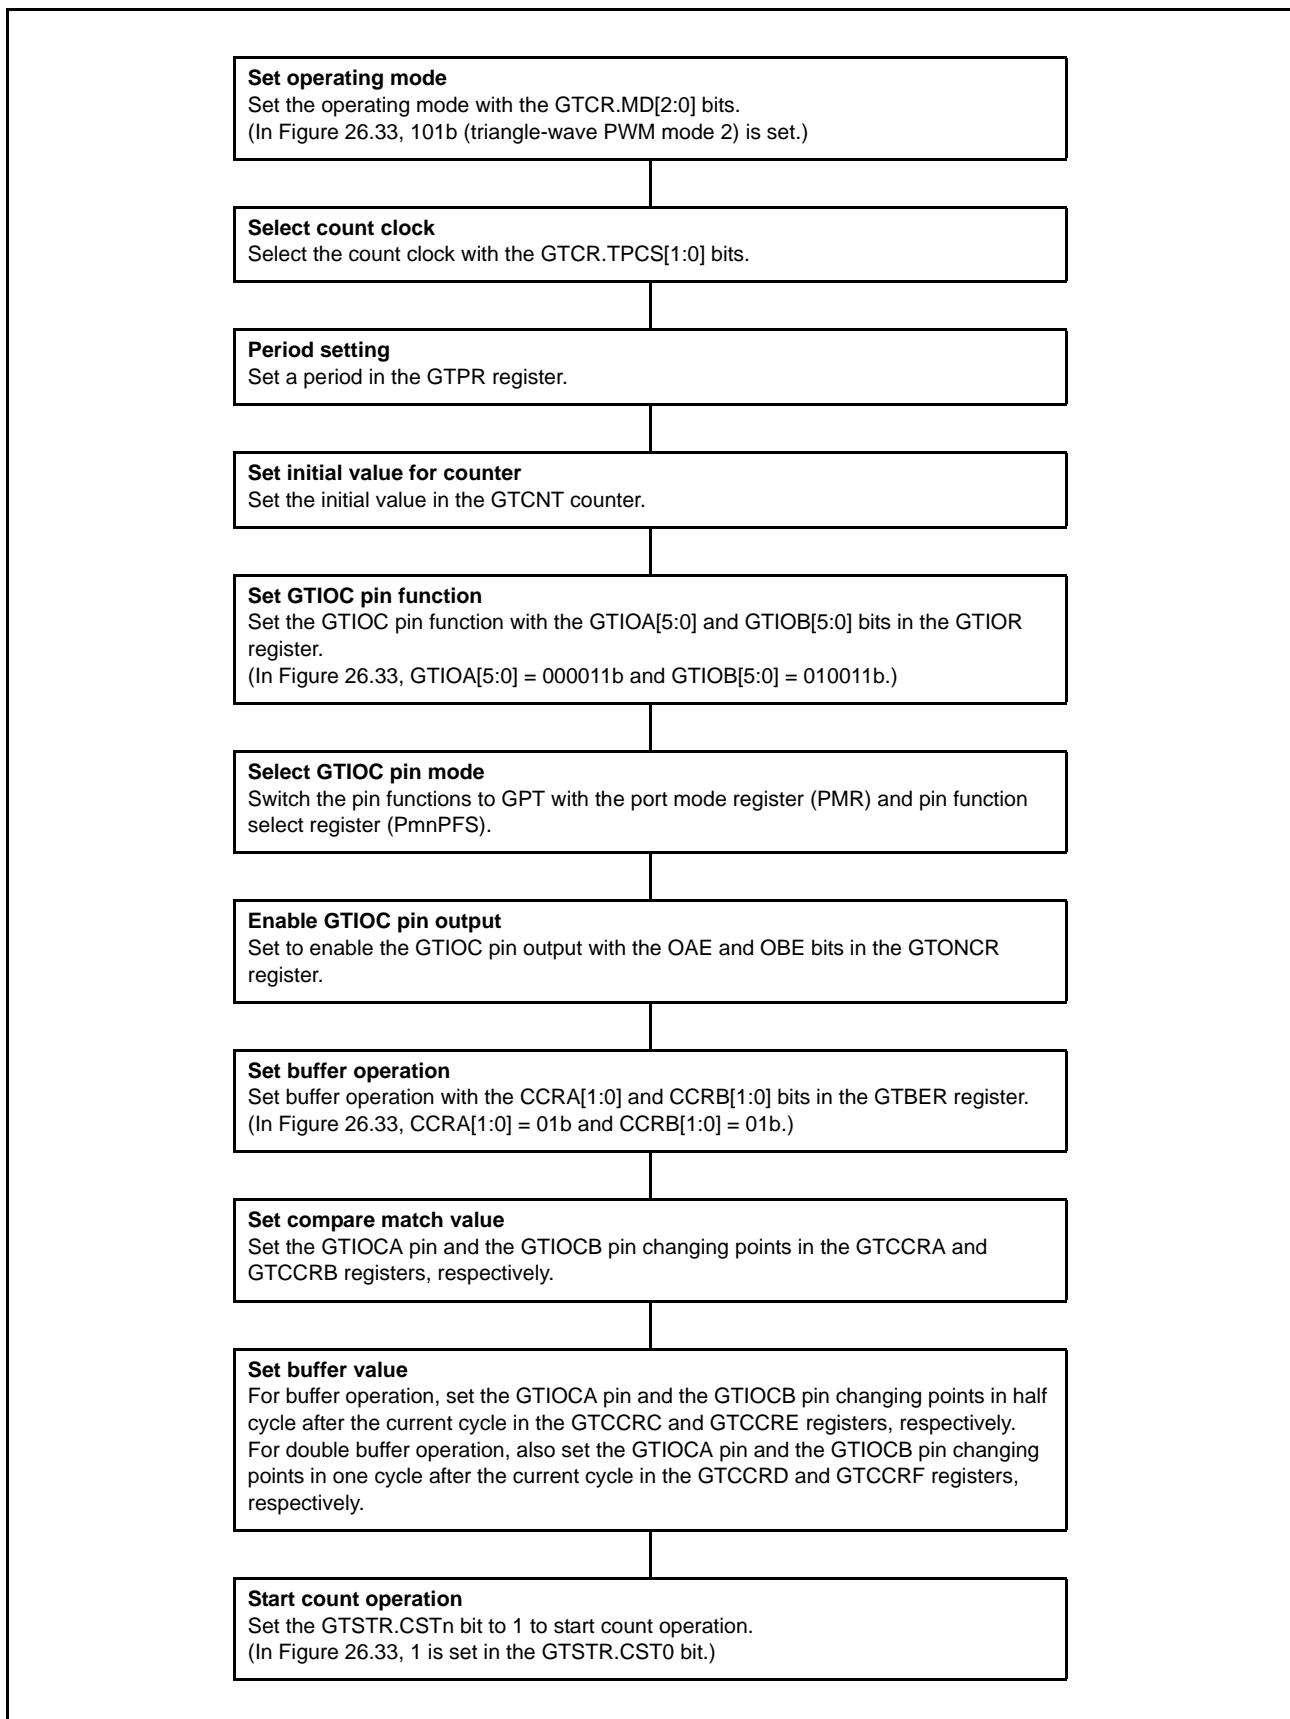 Set operating mode
Set the operating mode with the GTCR.MD[2:0] bits.
(In Figure 26.33, 101b (triangle-wave PWM mode 2) is set.)
Select count clock
Select the count clock with the GTCR.TPCS[1:0] bits.
Period setting
Set a period in the GTPR register.
Set initial value for counter
Set the initial value in the GTCNT counter.
Set GTIOC pin function
Set the GTIOC pin function with the GTIOA[5:0] and GTIOB[5:0] bits in the GTIOR
register.
(In Figure 26.33, GTIOA[5:0] = 000011b and GTIOB[5:0] = 010011b.)
Select GTIOC pin mode
Switch the pin functions to GPT with the port mode register (PMR) and pin function
select register (PmnPFS).
Enable GTIOC pin output
Set to enable the GTIOC pin output with the OAE and OBE bits in the GTONCR
register.
Set buffer operation
Set buffer operation with the CCRA[1:0] and CCRB[1:0] bits in the GTBER register.
(In Figure 26.33, CCRA[1:0] = 01b and CCRB[1:0] = 01b.)
Set compare match value
Set the GTIOCA pin and the GTIOCB pin changing points in the GTCCRA and
GTCCRB registers, respectively.
Set buffer value
For buffer operation, set the GTIOCA pin and the GTIOCB pin changing points in half
cycle after the current cycle in the GTCCRC and GTCCRE registers, respectively.
For double buffer operation, also set the GTIOCA pin and the GTIOCB pin changing
points in one cycle after the current cycle in the GTCCRD and GTCCRF registers,
respectively.
Start count operation
Set the GTSTR.CSTn bit to 1 to start count operation.
(In Figure 26.33, 1 is set in the GTSTR.CST0 bit.)